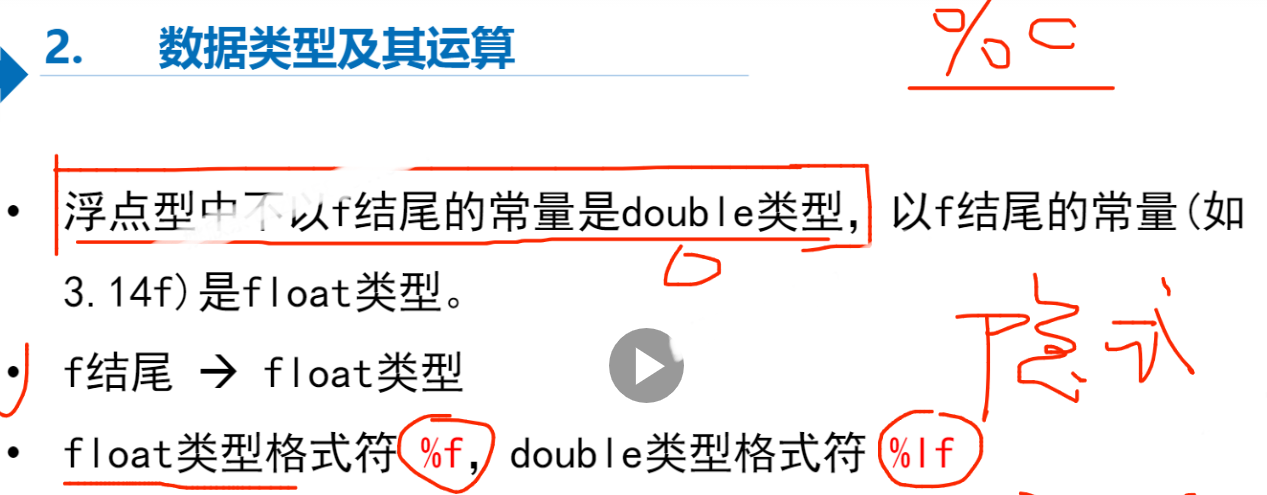 2. 数据类型及其运算
%c
• 浮点型中不以f结尾的常量是double类型，以f结尾的常量(如
3.14f)是float类型。
隐式
• f结尾 → float类型
• float类型格式符%f，double类型格式符%lf